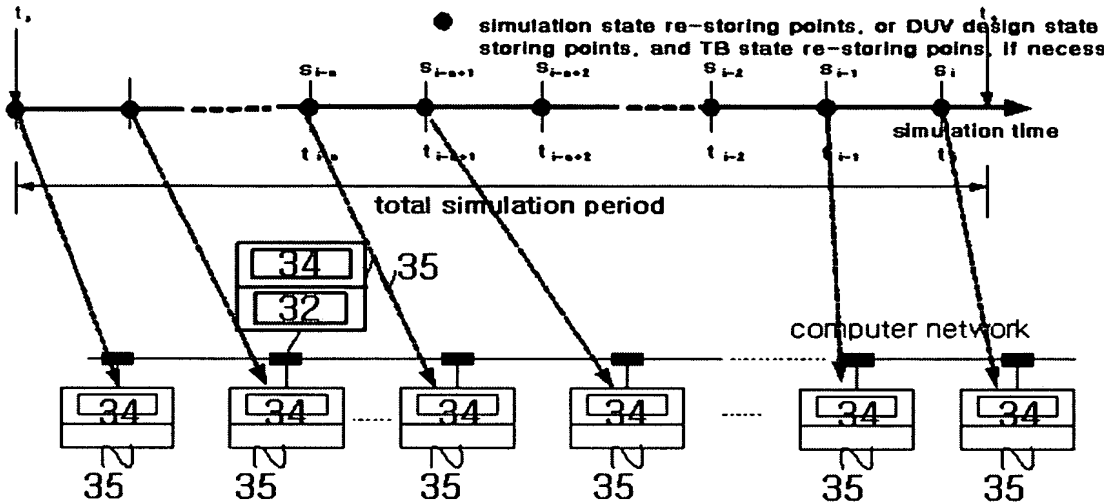 simulation state re-storing points, or DUV design state
storing points, and TB state re-storing poins, if necess
s i-n s i-n+1 s i-n+2 s i-2 s i-1 s i
simulation time
t i-n t i-n+1 t i-n+2 t i-2 t i-1
total simulation period
34 35
32
computer network
34 34 34 34 34 34
35 35 35 35 35 35